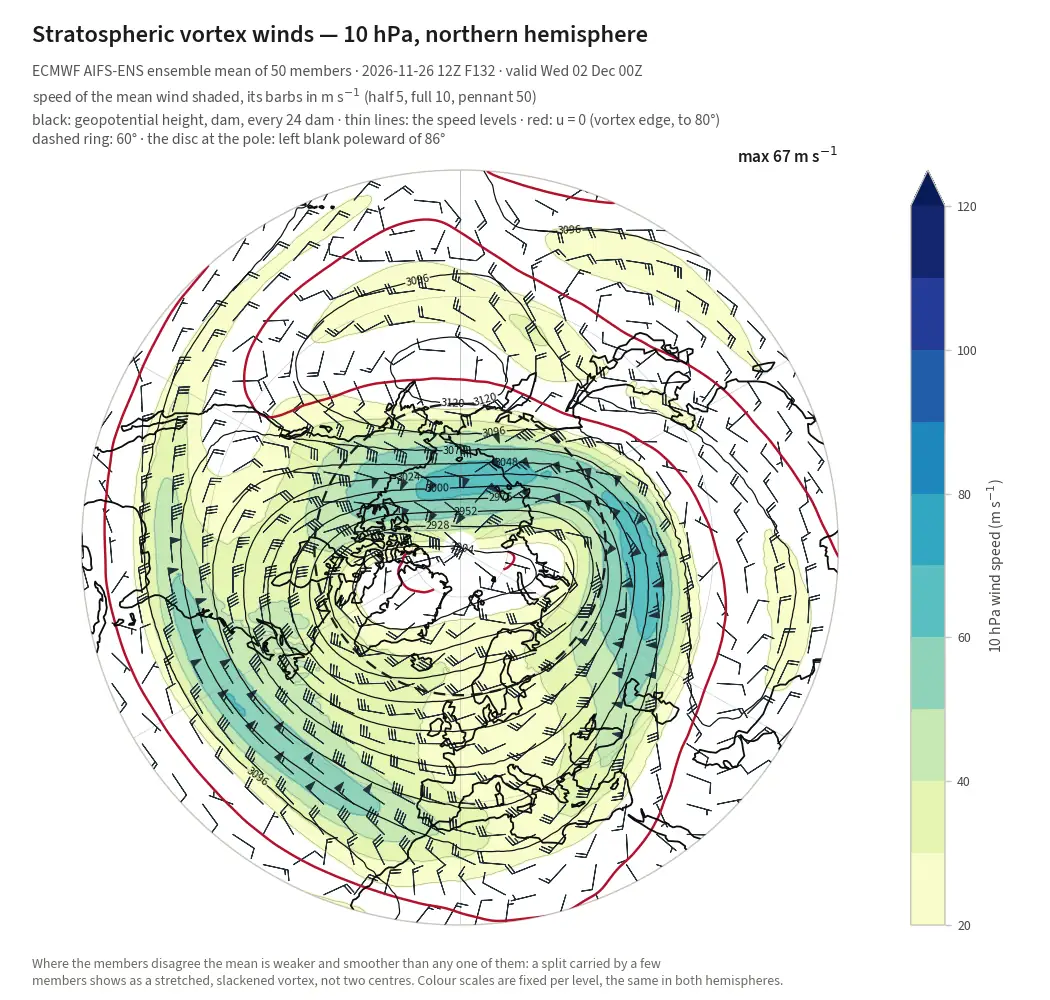 Stratospheric vortex winds — 10 hPa, northern hemisphere
ECMWF AIFS-ENS ensemble mean of 50 members · 2026-11-26 12Z F132 · valid Wed 02 Dec 00Z
speed of the mean wind shaded, its barbs in m s⁻¹ (half 5, full 10, pennant 50)
black: geopotential height, dam, every 24 dam · thin lines: the speed levels · red: u = 0 (vortex edge, to 80°)
dashed ring: 60° · the disc at the pole: left blank poleward of 86°
max 67 m s⁻¹
120
100
80
60
40
20
10 hPa wind speed (m s⁻¹)
3096
3096
3120
3120
3096
3048
3024
3000
2952
2928
3096
Where the members disagree the mean is weaker and smoother than any one of them: a split carried by a few
members shows as a stretched, slackened vortex, not two centres. Colour scales are fixed per level, the same in both hemispheres.